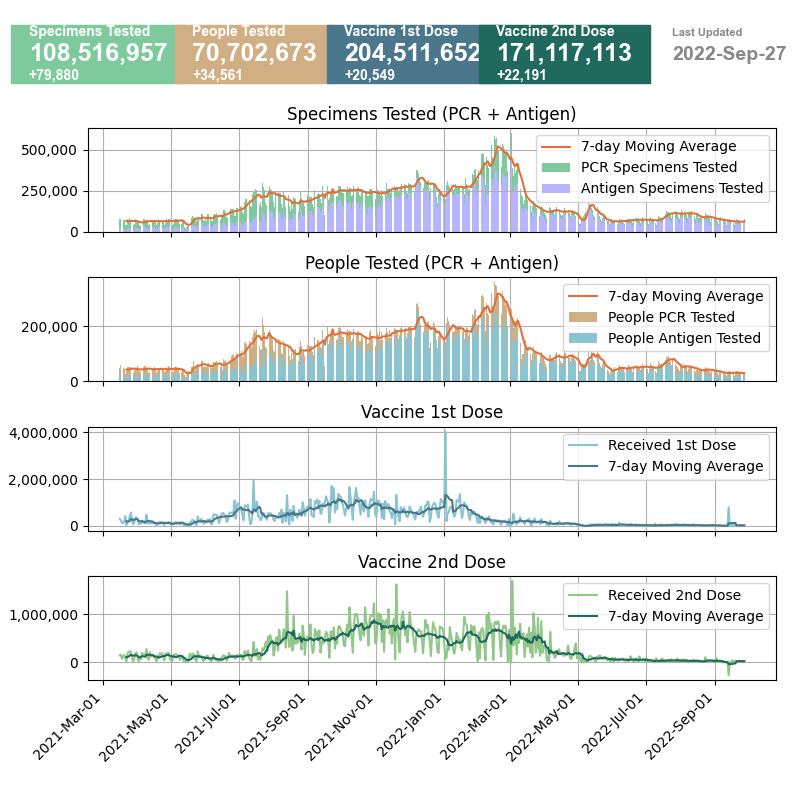 Specimens Tested
108,516,957
+79,880
People Tested
70,702,673
+34,561
Vaccine 1st Dose
204,511,652
+20,549
Vaccine 2nd Dose
171,117,113
+22,191
Last Updated
2022-Sep-27
Specimens Tested (PCR + Antigen)
500,000
250,000
0
7-day Moving Average
PCR Specimens Tested
Antigen Specimens Tested
People Tested (PCR + Antigen)
200,000
0
7-day Moving Average
People PCR Tested
People Antigen Tested
Vaccine 1st Dose
4,000,000
2,000,000
0
Received 1st Dose
7-day Moving Average
Vaccine 2nd Dose
1,000,000
0
Received 2nd Dose
7-day Moving Average
2021-Mar-01
2021-May-01
2021-Jul-01
2021-Sep-01
2021-Nov-01
2022-Jan-01
2022-Mar-01
2022-May-01
2022-Jul-01
2022-Sep-01